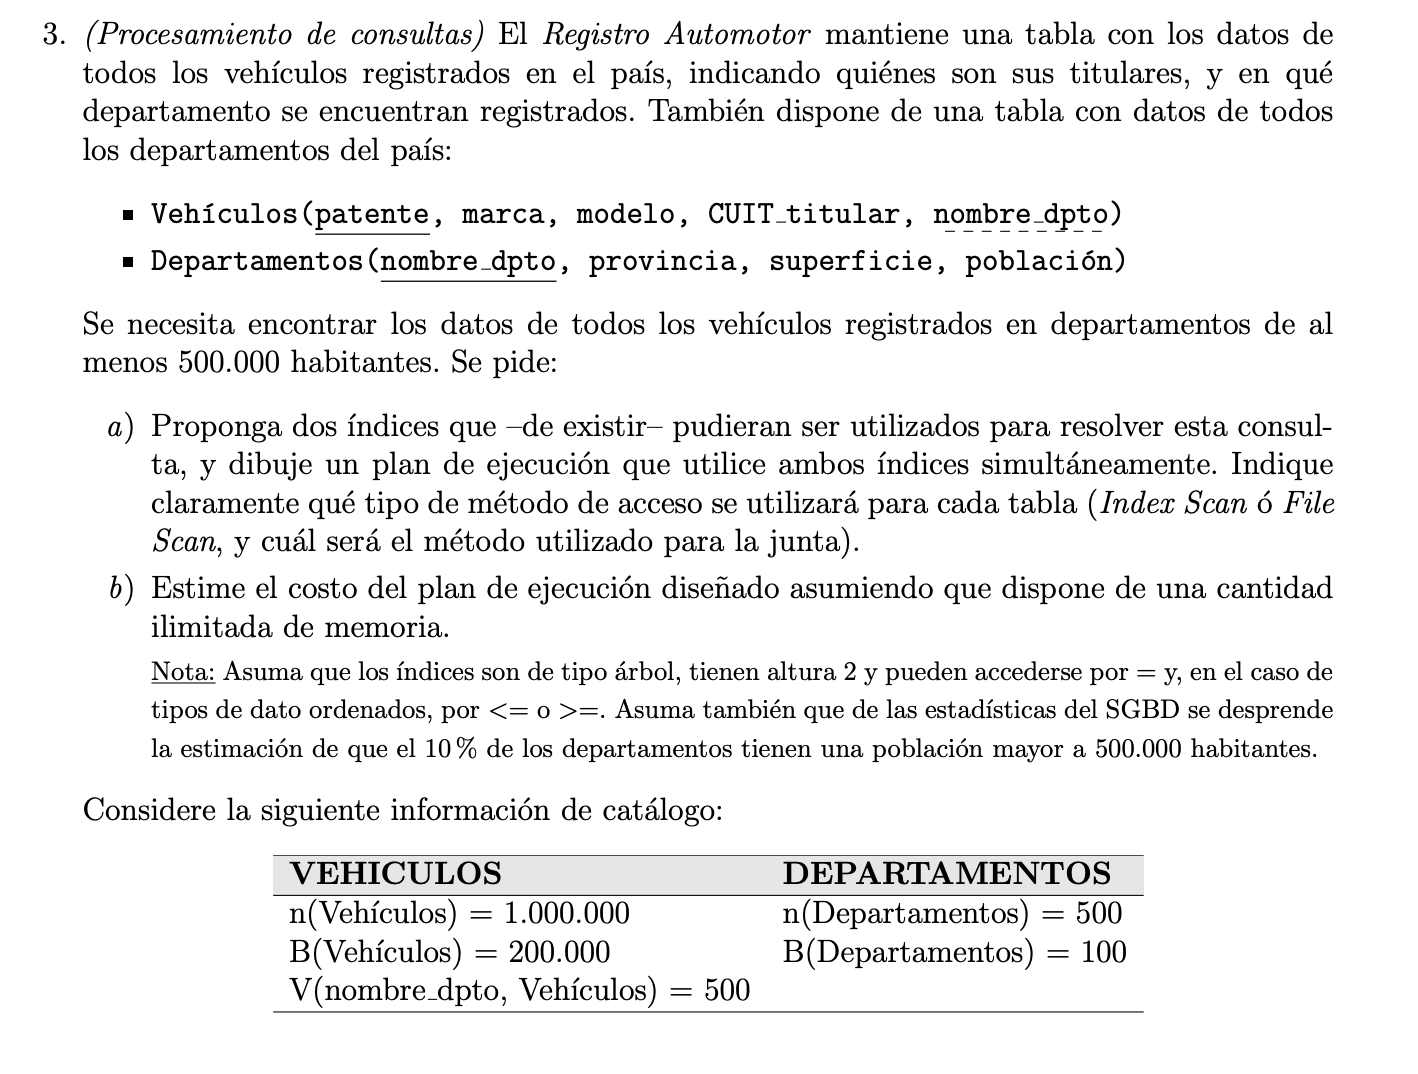 3. (Procesamiento de consultas) El Registro Automotor mantiene una tabla con los datos de
todos los vehículos registrados en el país, indicando quiénes son sus titulares, y en qué
departamento se encuentran registrados. También dispone de una tabla con datos de todos
los departamentos del país:
▪ Vehículos(patente, marca, modelo, CUIT_titular, nombre_dpto)
▪ Departamentos(nombre_dpto, provincia, superficie, población)
Se necesita encontrar los datos de todos los vehículos registrados en departamentos de al
menos 500.000 habitantes. Se pide:
a) Proponga dos índices que –de existir– pudieran ser utilizados para resolver esta consul-
ta, y dibuje un plan de ejecución que utilice ambos índices simultáneamente. Indique
claramente qué tipo de método de acceso se utilizará para cada tabla (Index Scan ó File
Scan, y cuál será el método utilizado para la junta).
b) Estime el costo del plan de ejecución diseñado asumiendo que dispone de una cantidad
ilimitada de memoria.
Nota: Asuma que los índices son de tipo árbol, tienen altura 2 y pueden accederse por = y, en el caso de
tipos de dato ordenados, por <= o >=. Asuma también que de las estadísticas del SGBD se desprende
la estimación de que el 10 % de los departamentos tienen una población mayor a 500.000 habitantes.
Considere la siguiente información de catálogo:
VEHICULOS DEPARTAMENTOS
n(Vehículos) = 1.000.000 n(Departamentos) = 500
B(Vehículos) = 200.000 B(Departamentos) = 100
V(nombre_dpto, Vehículos) = 500